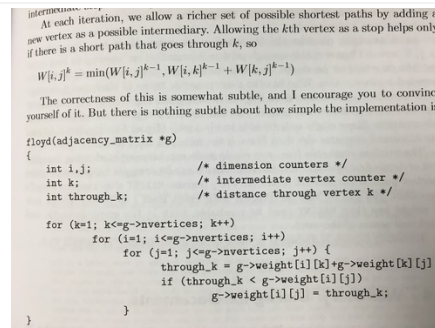 At each iteration, we allow a richer set of possible shortest paths by adding
new vertex as a possible intermediary. Allowing the kth vertex as a stop helps only
if there is a short path that goes through k, so
W[i, j]^k = min(W[i, j]^{k−1}, W[i, k]^{k−1} + W[k, j]^{k−1})
The correctness of this is somewhat subtle, and I encourage you to convinc
yourself of it. But there is nothing subtle about how simple the implementation i
floyd(adjacency_matrix *g)
{
int i,j; /* dimension counters */
int k; /* intermediate vertex counter */
int through_k; /* distance through vertex k */
for (k=1; k<=g->nvertices; k++)
for (i=1; i<=g->nvertices; i++)
for (j=1; j<=g->nvertices; j++) {
through_k = g->weight[i][k]+g->weight[k][j]
if (through_k < g->weight[i][j])
g->weight[i][j] = through_k;
}
}